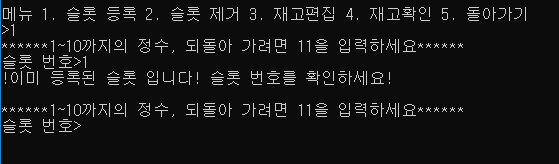 메뉴 1. 슬롯 등록 2. 슬롯 제거 3. 재고편집 4. 재고확인 5. 돌아가기
>1
******1~10까지의 정수, 되돌아 가려면 11을 입력하세요******
슬롯 번호>1
!이미 등록된 슬롯 입니다! 슬롯 번호를 확인하세요!
******1~10까지의 정수, 되돌아 가려면 11을 입력하세요******
슬롯 번호>